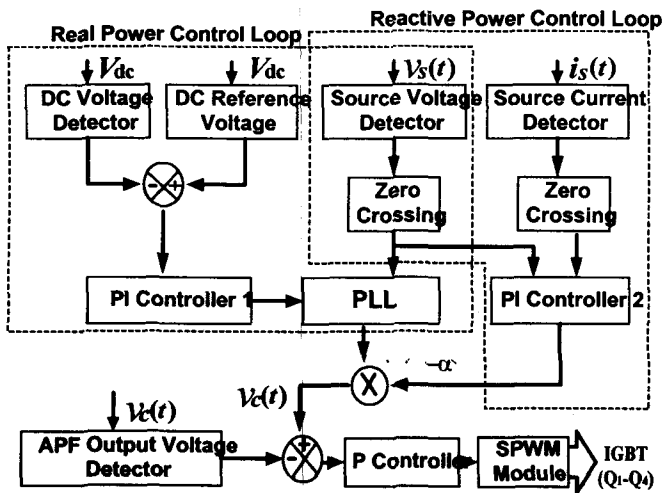 Real Power Control Loop
Reactive Power Control Loop
Vdc
Vdc
vs(t)
is(t)
DC Voltage
Detector
DC Reference
Voltage
Source Voltage
Detector
Source Current
Detector
- +
Zero
Crossing
Zero
Crossing
PI Controller 1
PLL
PI Controller 2
-α
X
vc(t)
vc(t)
+
-
APF Output Voltage
Detector
P Controller
SPWM
Module
IGBT
(Q1-Q4)